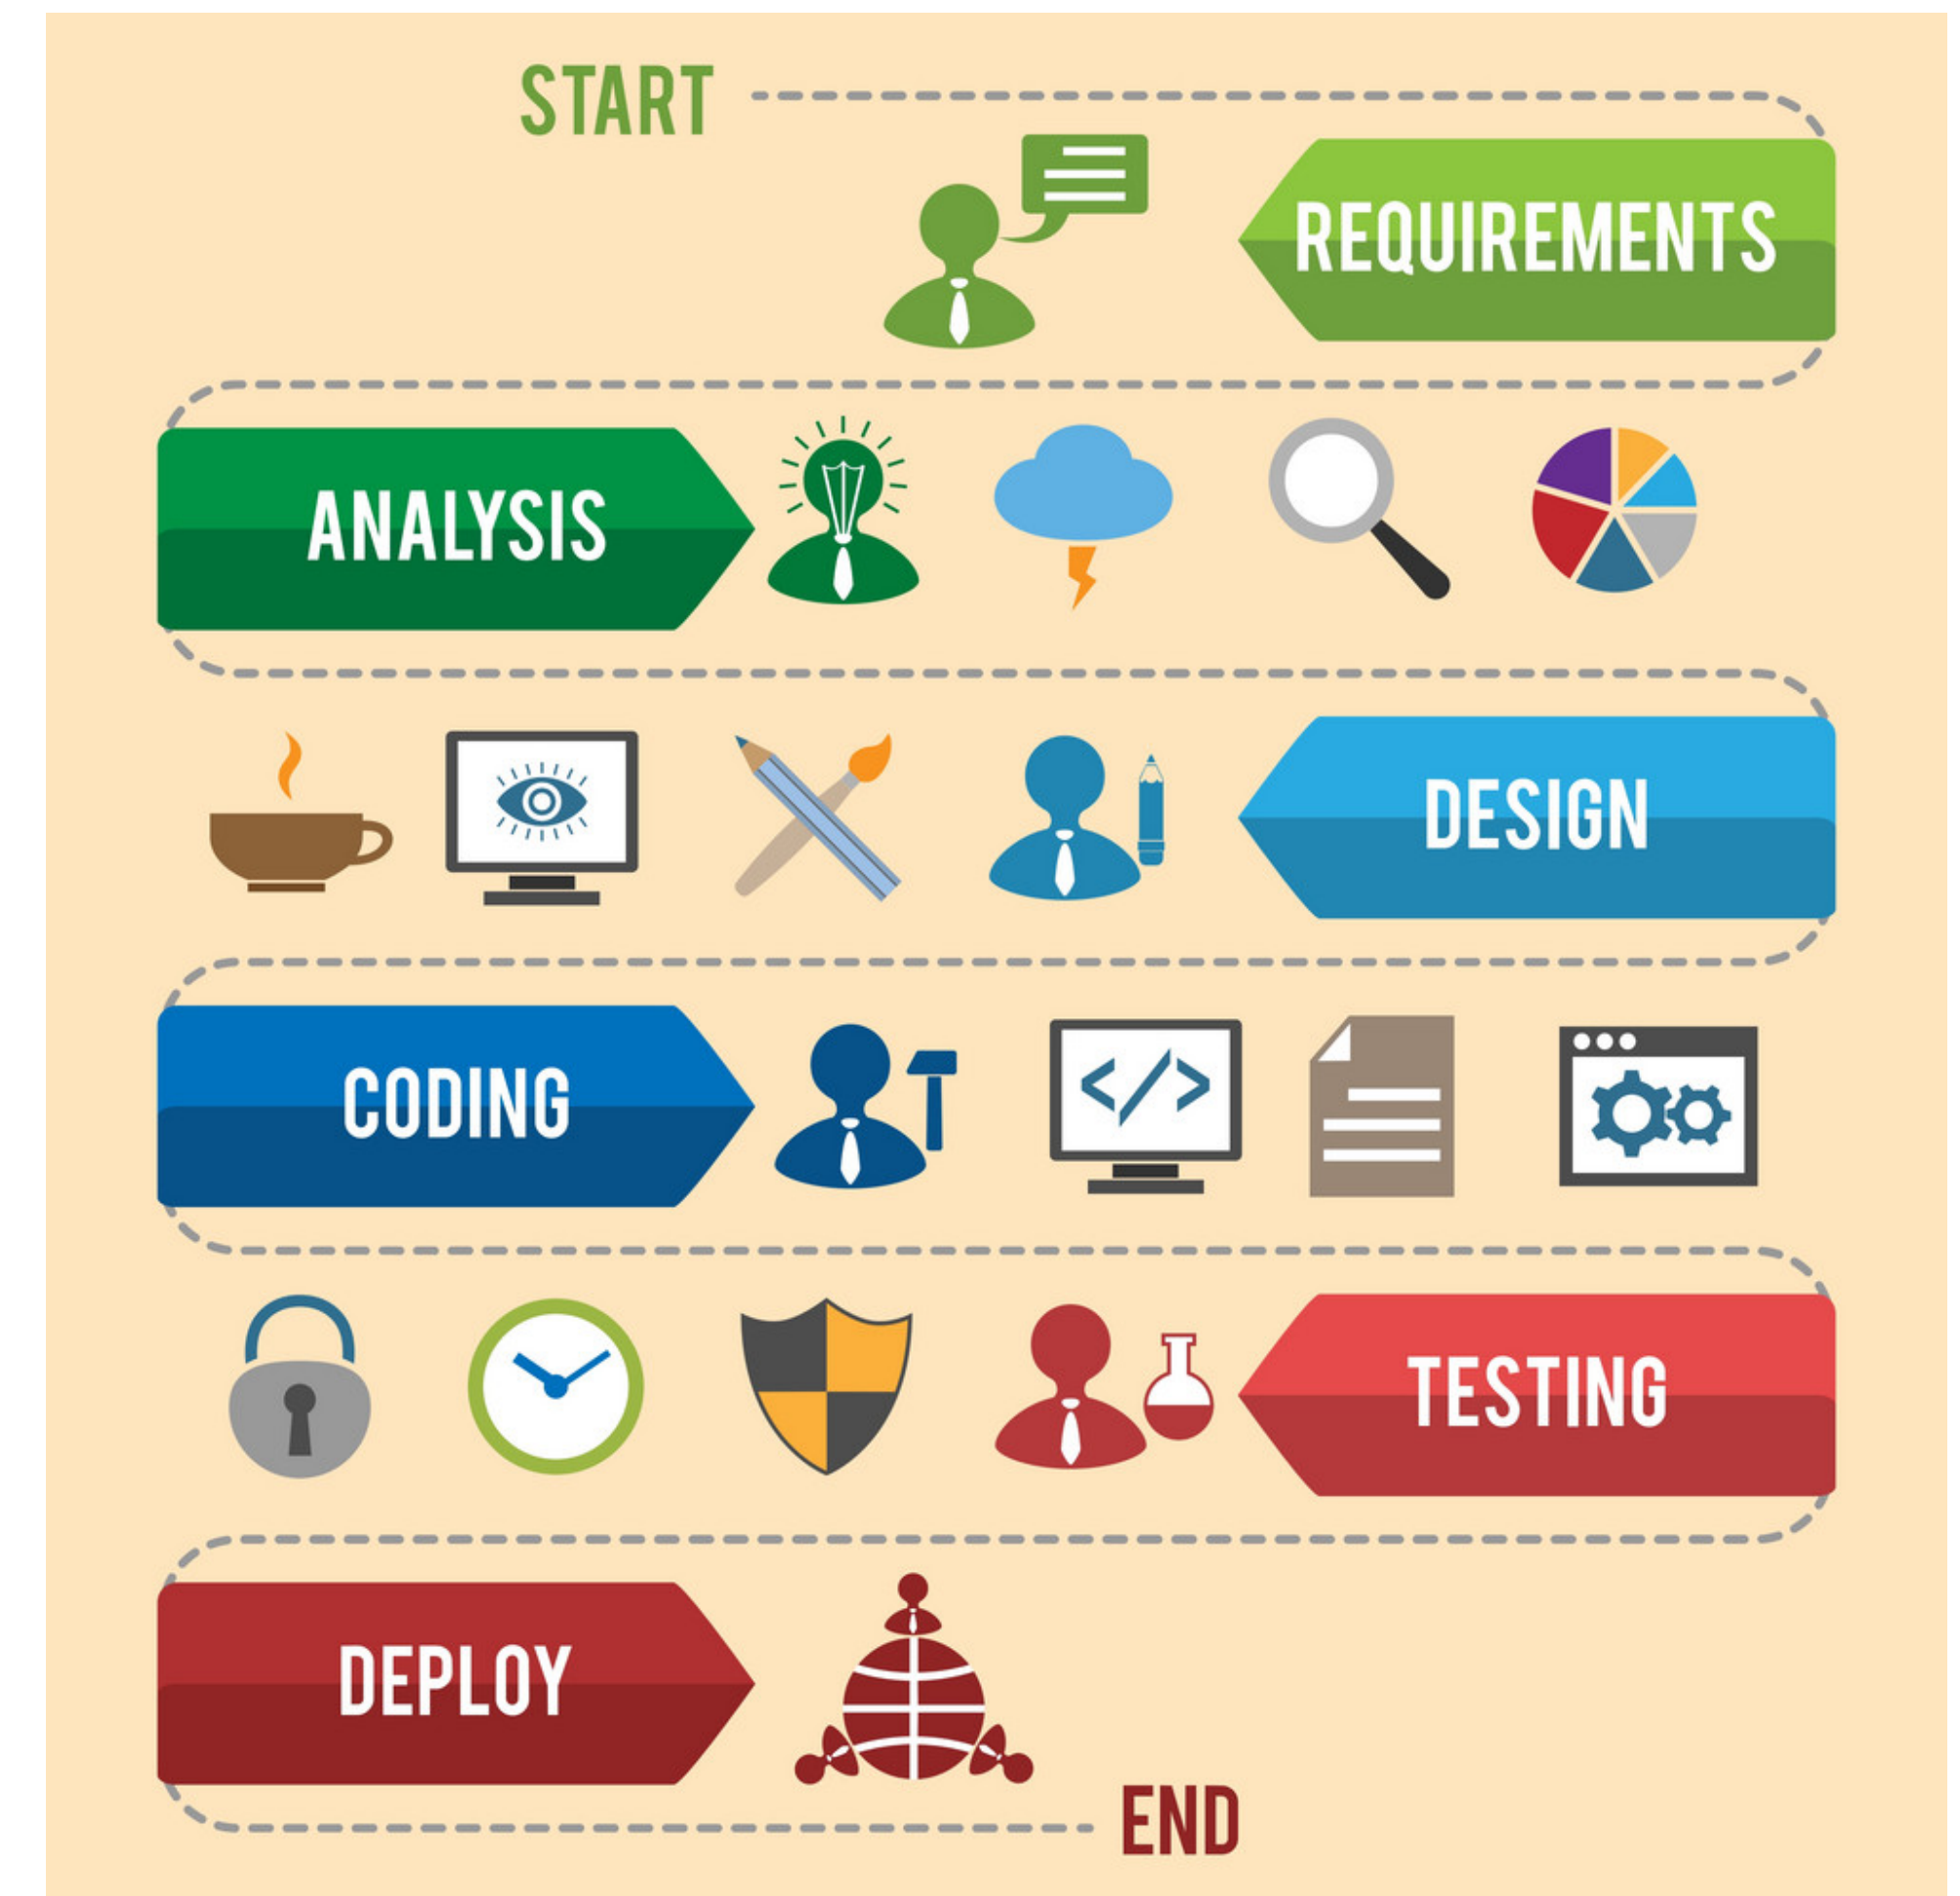 START
REQUIREMENTS
ANALYSIS
DESIGN
CODING
</>
TESTING
DEPLOY
END